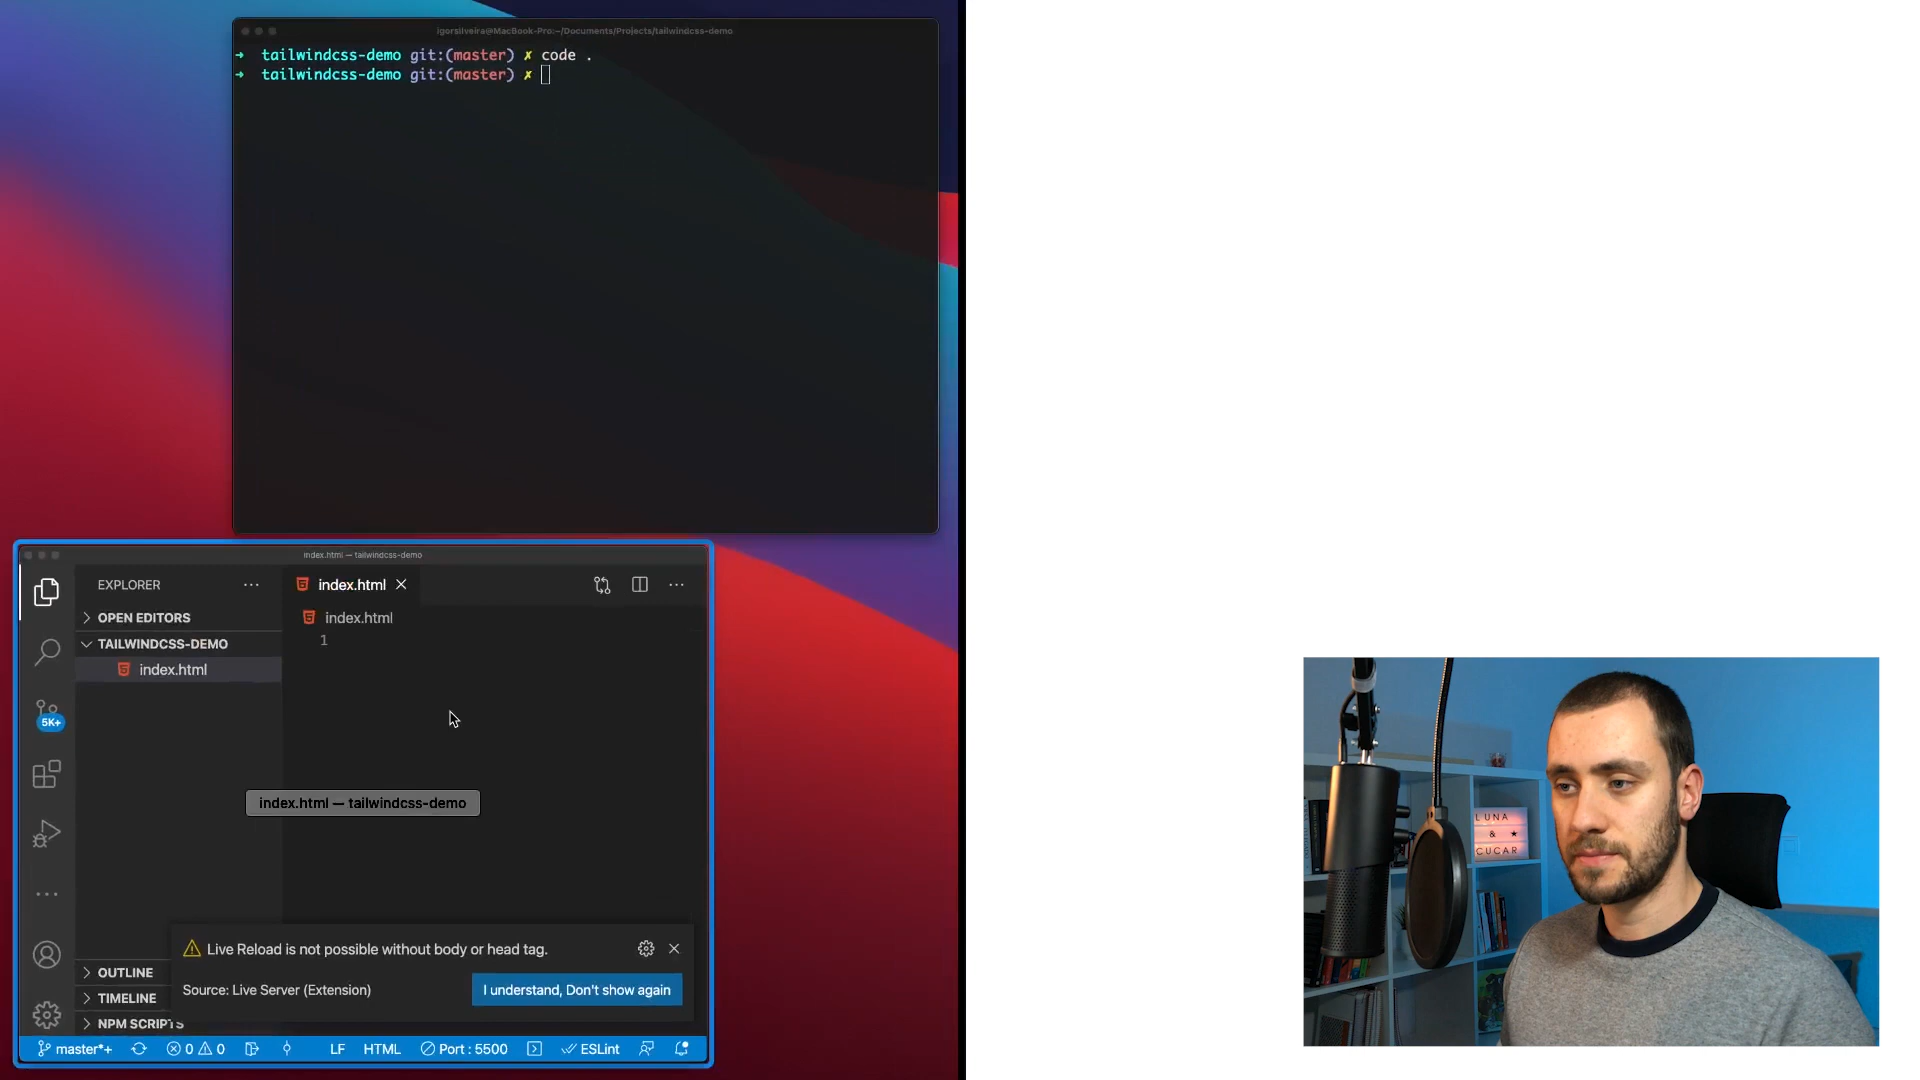 igorsilveira@MacBook-Pro:~/Documents/Projects/tailwindcss-demo
➜ tailwindcss-demo git:(master) ✗ code .
➜ tailwindcss-demo git:(master) ✗
index.html — tailwindcss-demo
EXPLORER ···
index.html
OPEN EDITORS
index.html
TAILWINDCSS-DEMO
1
index.html
5K+
index.html — tailwindcss-demo
Live Reload is not possible without body or head tag.
Source: Live Server (Extension)
I understand, Don't show again
OUTLINE
TIMELINE
NPM SCRIPTS
master*+ 0 0 LF HTML Port : 5500 ESLint
LUNA
& ★
CUCAR